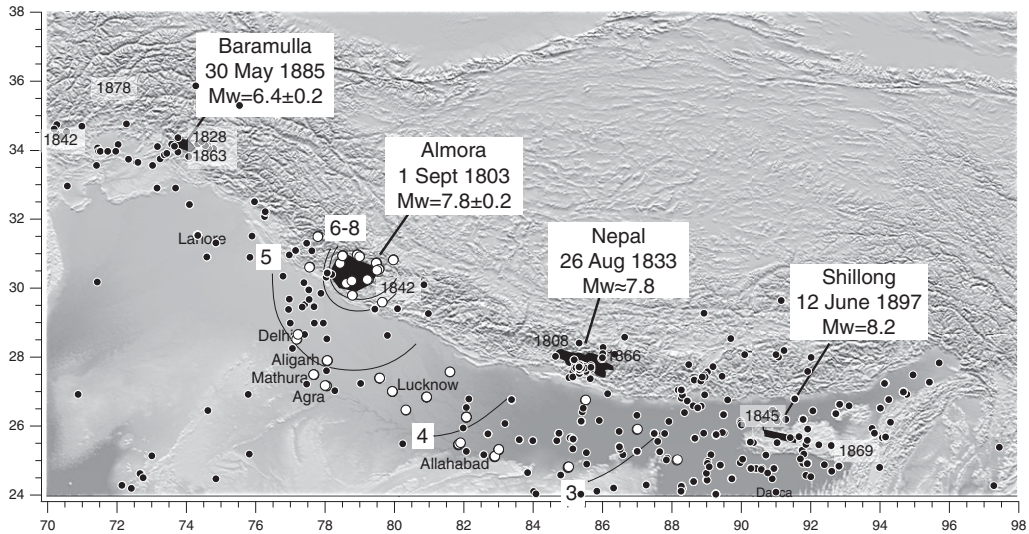 38
36
34
32
30
28
26
24
Baramulla
30 May 1885
Mw=6.4±0.2
1878
1842
1828
1863
Almora
1 Sept 1803
Mw=7.8±0.2
6-8
Lahore
5
Nepal
26 Aug 1833
Mw≈7.8
1842
Shillong
12 June 1897
Mw=8.2
Delhi
1808
1866
Aligarh
Mathura
Agra
Lucknow
4
1845
1869
Allahabad
3
Dacca
70 72 74 76 78 80 82 84 86 88 90 92 94 96 98